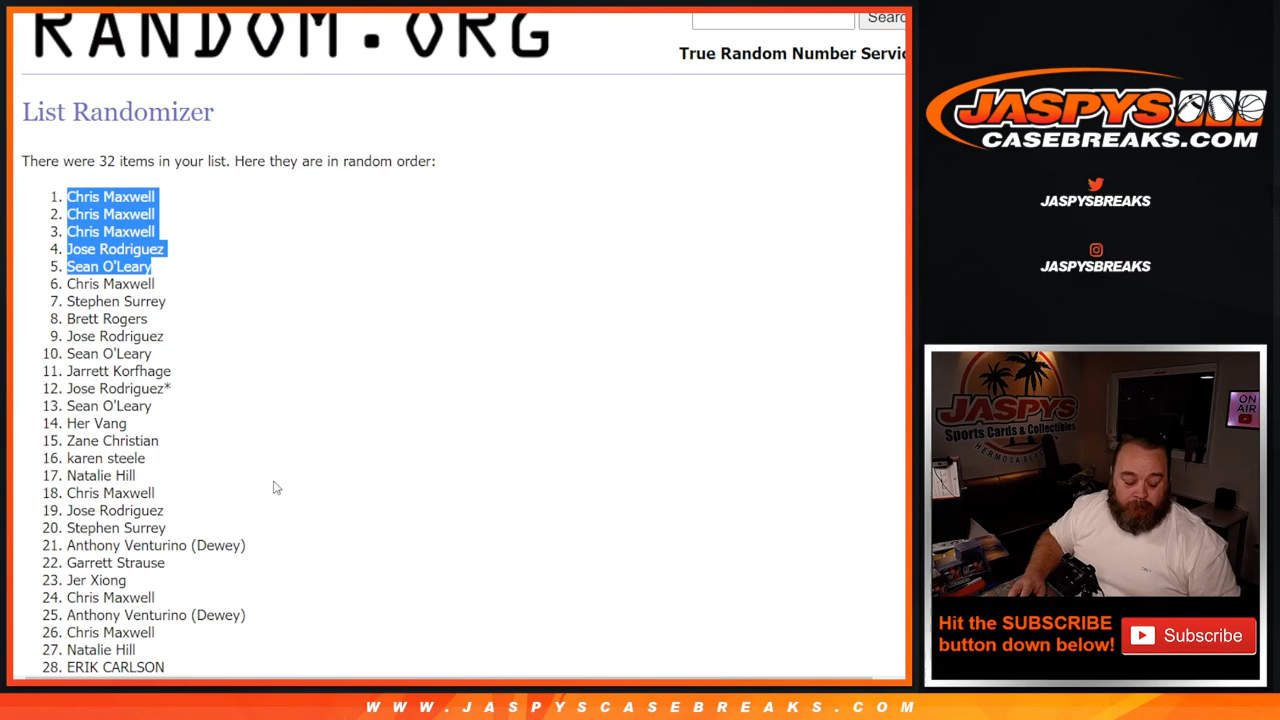 RANDOM.ORG
Searc
True Random Number Servic
List Randomizer
There were 32 items in your list. Here they are in random order:
1. Chris Maxwell
2. Chris Maxwell
3. Chris Maxwell
4. Jose Rodriguez
5. Sean O'Leary
6. Chris Maxwell
7. Stephen Surrey
8. Brett Rogers
9. Jose Rodriguez
10. Sean O'Leary
11. Jarrett Korfhage
12. Jose Rodriguez*
13. Sean O'Leary
14. Her Vang
15. Zane Christian
16. karen steele
17. Natalie Hill
18. Chris Maxwell
19. Jose Rodriguez
20. Stephen Surrey
21. Anthony Venturino (Dewey)
22. Garrett Strause
23. Jer Xiong
24. Chris Maxwell
25. Anthony Venturino (Dewey)
26. Chris Maxwell
27. Natalie Hill
28. ERIK CARLSON
JASPYS
CASEBREAKS.COM
JASPYSBREAKS
JASPYSBREAKS
JASPYS
Sports Cards & Collectibles
HERMOSA BEACH
ON
AIR
Hit the SUBSCRIBE
button down below!
Subscribe
WWW.JASPYSCASEBREAKS.COM